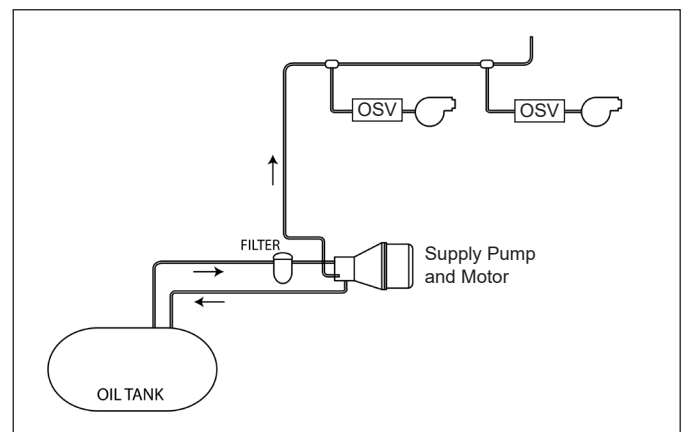 OSV
OSV
FILTER
Supply Pump
and Motor
OIL TANK